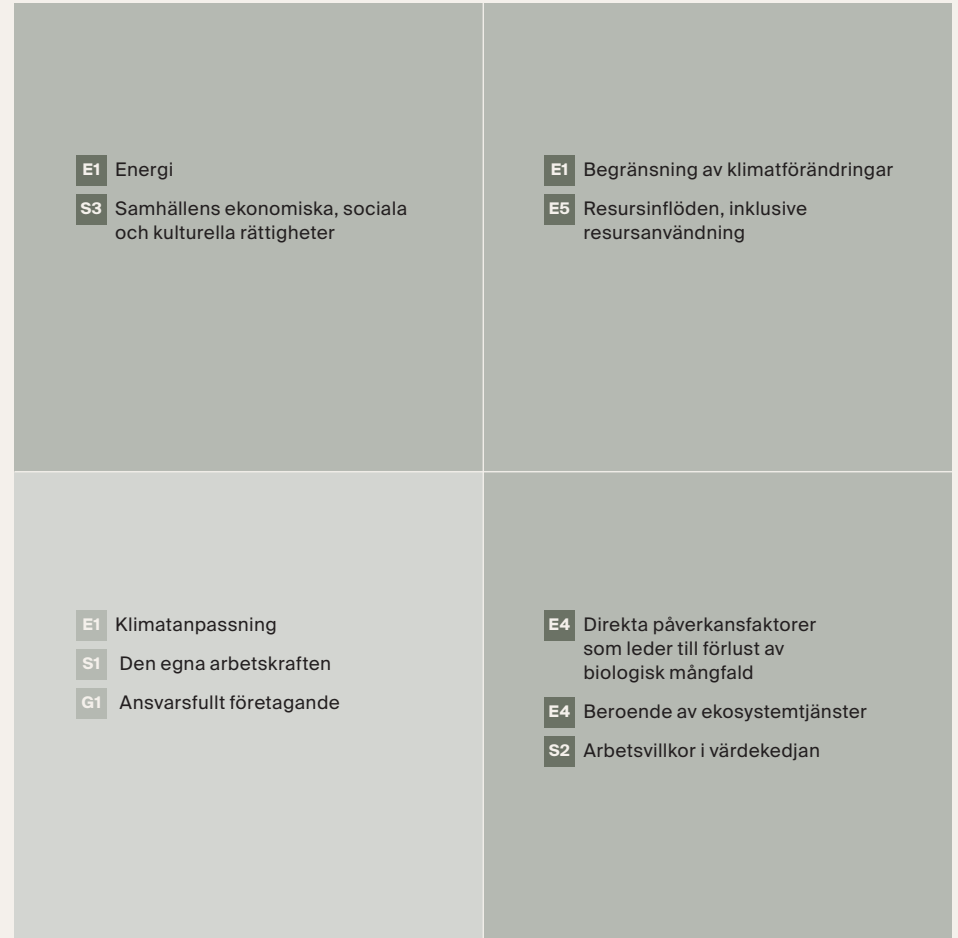 E1 Energi
S3 Samhällens ekonomiska, sociala
och kulturella rättigheter
E1 Begränsning av klimatförändringar
E5 Resursinflöden, inklusive
resursanvändning
E1 Klimatanpassning
S1 Den egna arbetskraften
G1 Ansvarsfullt företagande
E4 Direkta påverkansfaktorer
som leder till förlust av
biologisk mångfald
E4 Beroende av ekosystemtjänster
S2 Arbetsvillkor i värdekedjan